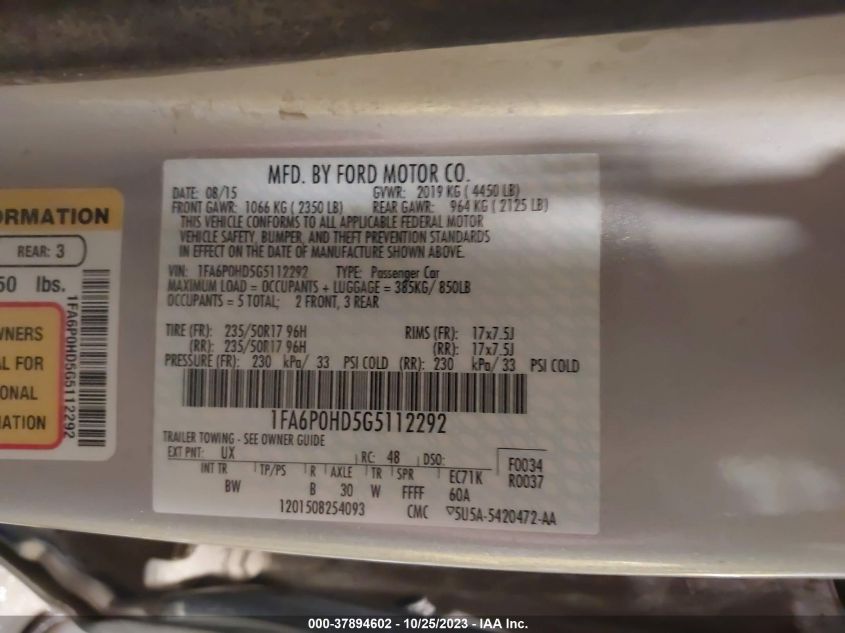 MFD. BY FORD MOTOR CO.
DATE: 08/15 GVWR: 2019 KG ( 4450 LB)
FRONT GAWR: 1066 KG ( 2350 LB) REAR GAWR: 964 KG ( 2125 LB)
THIS VEHICLE CONFORMS TO ALL APPLICABLE FEDERAL MOTOR
VEHICLE SAFETY, BUMPER, AND THEFT PREVENTION STANDARDS
IN EFFECT ON THE DATE OF MANUFACTURE SHOWN ABOVE.
VIN: 1FA6P0HD5G5112292 TYPE: Passenger Car
MAXIMUM LOAD = OCCUPANTS + LUGGAGE = 385KG/ 850LB
OCCUPANTS = 5 TOTAL; 2 FRONT, 3 REAR
TIRE (FR): 235/50R17 96H RIMS (FR): 17x7.5J
(RR): 235/50R17 96H (RR): 17x7.5J
PRESSURE (FR): 230 kPa/ 33 PSI COLD (RR): 230 kPa/ 33 PSI COLD
1FA6P0HD5G5112292
TRAILER TOWING - SEE OWNER GUIDE
EXT PNT: UX RC: 48 DSO: F0034
INT TR TP/PS R AXLE TR SPR EC71K R0037
BW B 30 W FFFF 60A
1201508254093 CMC ▽5U5A-5420472-AA
ORMATION
REAR: 3
50 lbs.
WNERS
AL FOR
ONAL
ATION
1FA6P0HD5G5112292
000-37894602 - 10/25/2023 - IAA Inc.